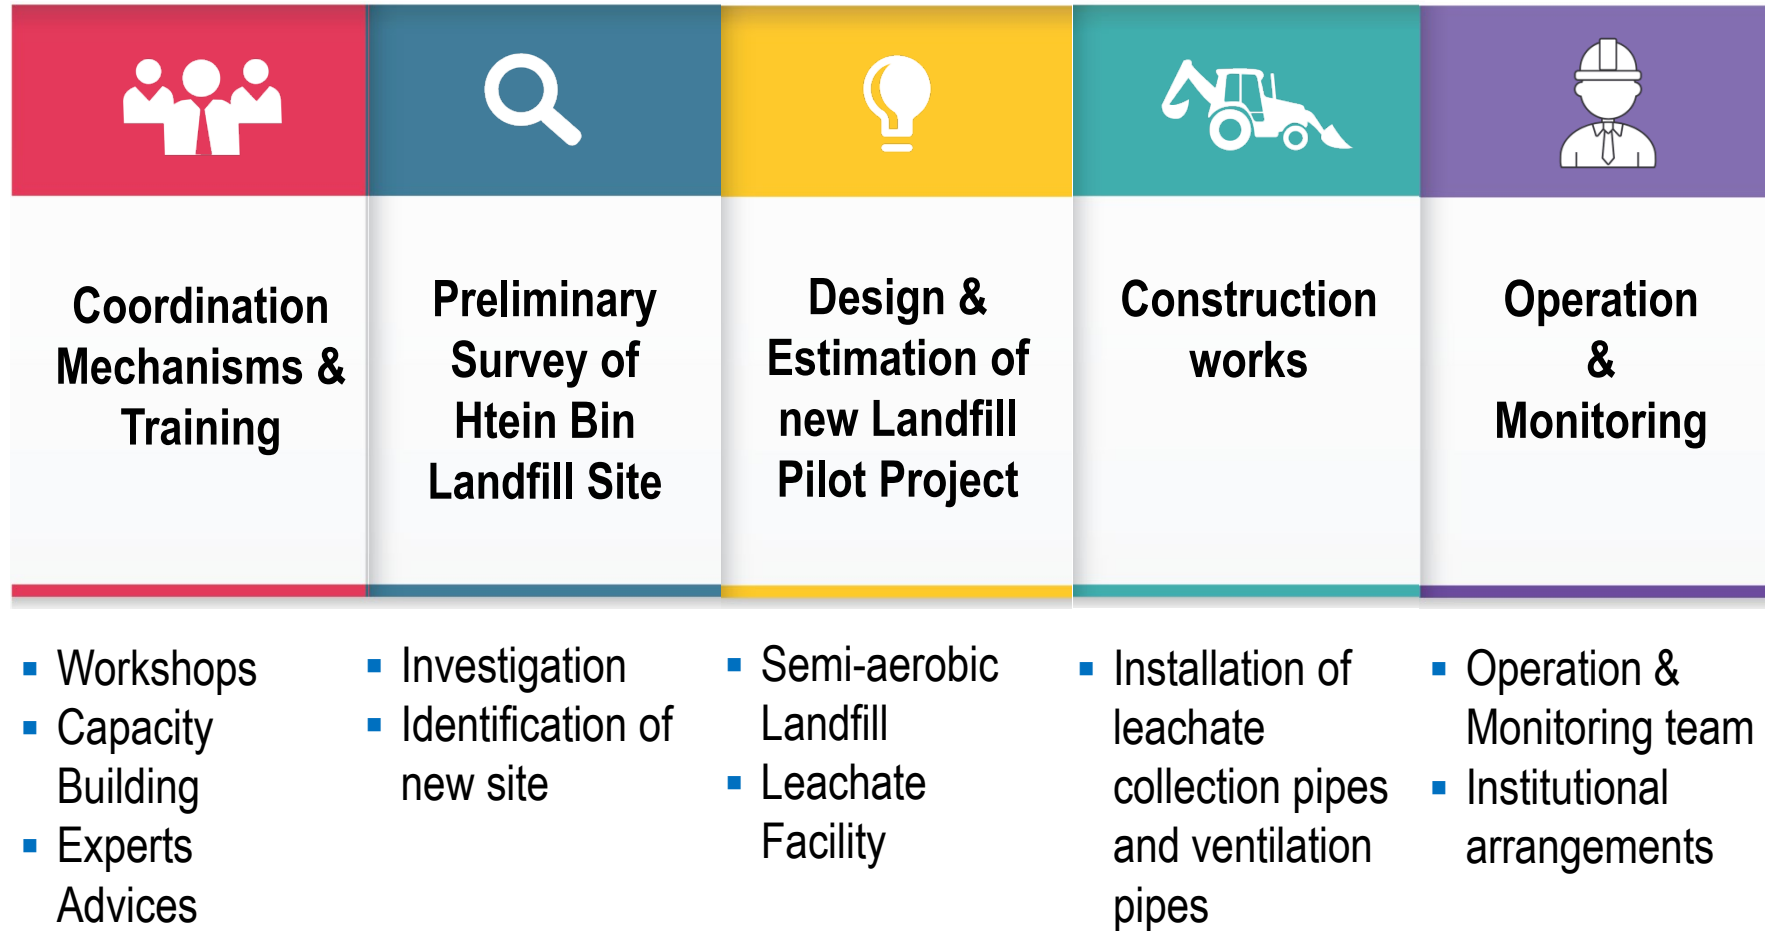 Coordination
Mechanisms &
Training
Preliminary
Survey of
Htein Bin
Landfill Site
Design &
Estimation of
new Landfill
Pilot Project
Construction
works
Operation
&
Monitoring
▪ Workshops
▪ Capacity
Building
▪ Experts
Advices
▪ Investigation
▪ Identification of
new site
▪ Semi-aerobic
Landfill
▪ Leachate
Facility
▪ Installation of
leachate
collection pipes
and ventilation
pipes
▪ Operation &
Monitoring team
▪ Institutional
arrangements